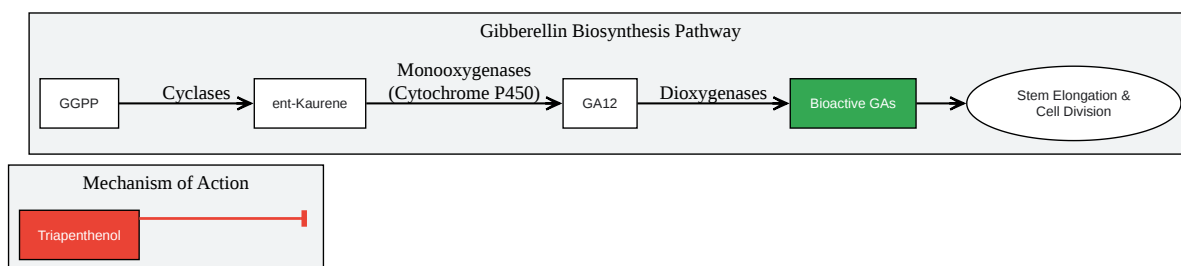 Gibberellin Biosynthesis Pathway
GGPP
Cyclases
ent-Kaurene
Monooxygenases
(Cytochrome P450)
GA12
Dioxygenases
Bioactive GAs
Stem Elongation &
Cell Division
Mechanism of Action
Triapenthenol